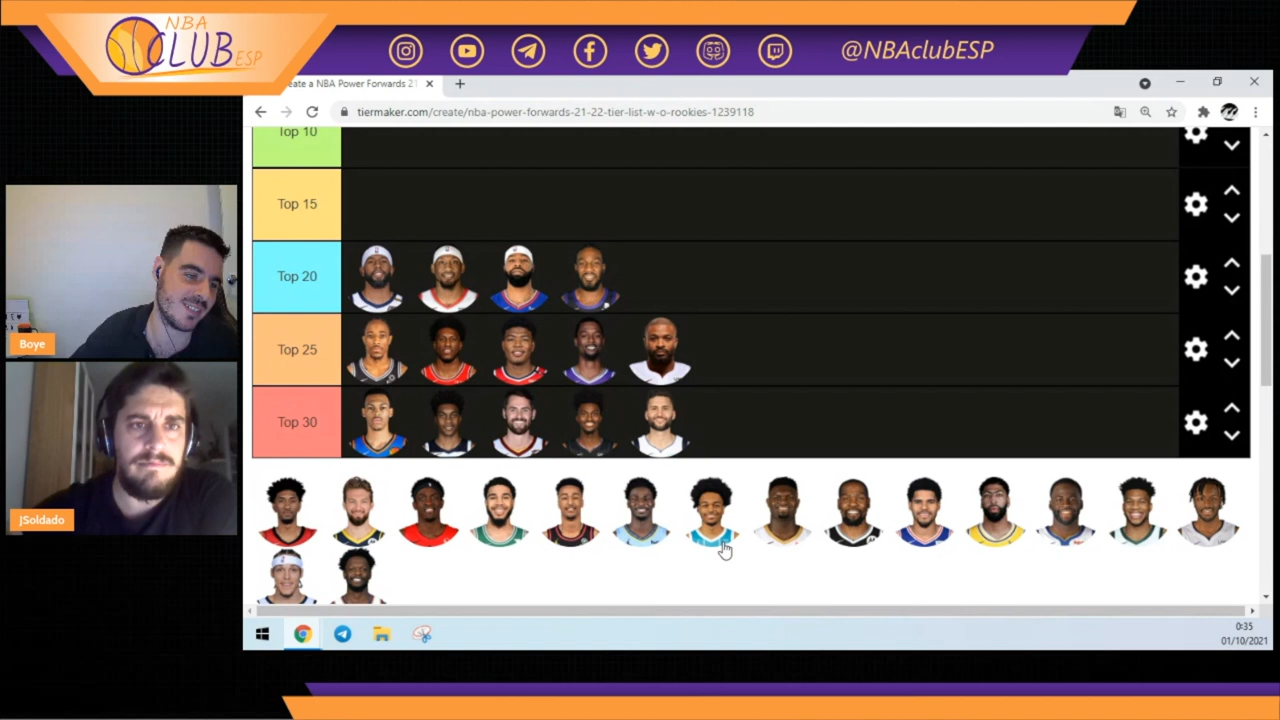 NBA
CLUB ESP
@NBAclubESP
eate a NBA Power Forwards 21
tiermaker.com/create/nba-power-forwards-21-22-tier-list-w-o-rookies-1239118
Top 10
Top 15
Top 20
Top 25
Top 30
Boye
JSoldado
0:35
01/10/2021